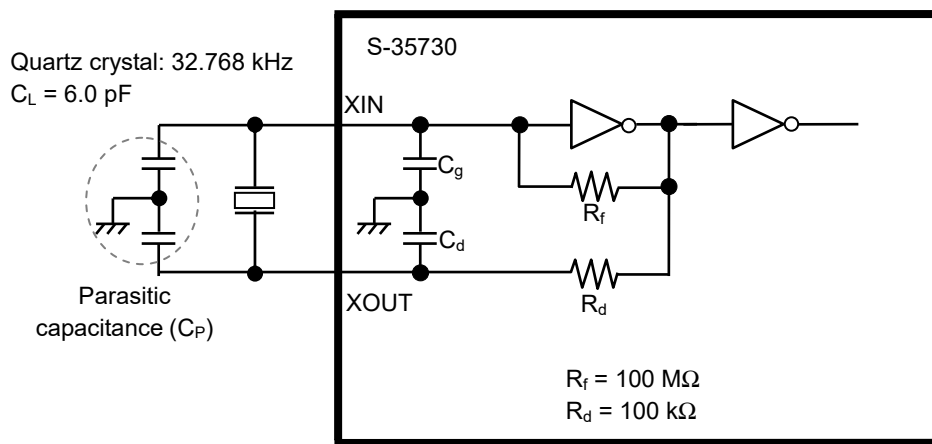 S-35730
Quartz crystal: 32.768 kHz
C_L = 6.0 pF
XIN
C_g
R_f
C_d
XOUT
R_d
Parasitic
capacitance (C_P)
R_f = 100 MΩ
R_d = 100 kΩ